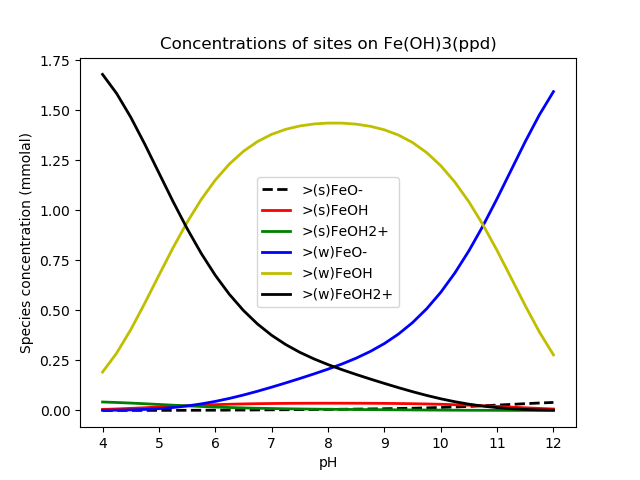 Concentrations of sites on Fe(OH)3(ppd)
Species concentration (mmolal)
1.75
1.50
1.25
1.00
0.75
0.50
0.25
0.00
>(s)FeO-
>(s)FeOH
>(s)FeOH2+
>(w)FeO-
>(w)FeOH
>(w)FeOH2+
4 5 6 7 8 9 10 11 12
pH